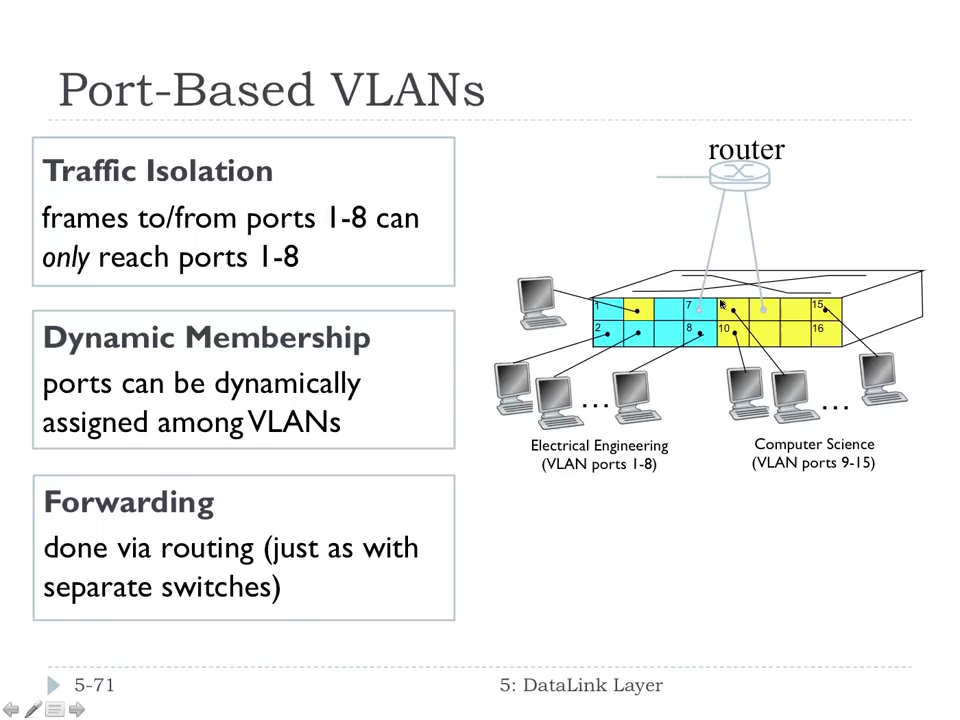 Port-Based VLANs
Traffic Isolation
frames to/from ports 1-8 can
only reach ports 1-8
Dynamic Membership
ports can be dynamically
assigned among VLANs
Forwarding
done via routing (just as with
separate switches)
router
1
7
15
2
8
10
16
…
…
Electrical Engineering
(VLAN ports 1-8)
Computer Science
(VLAN ports 9-15)
5-71
5: DataLink Layer